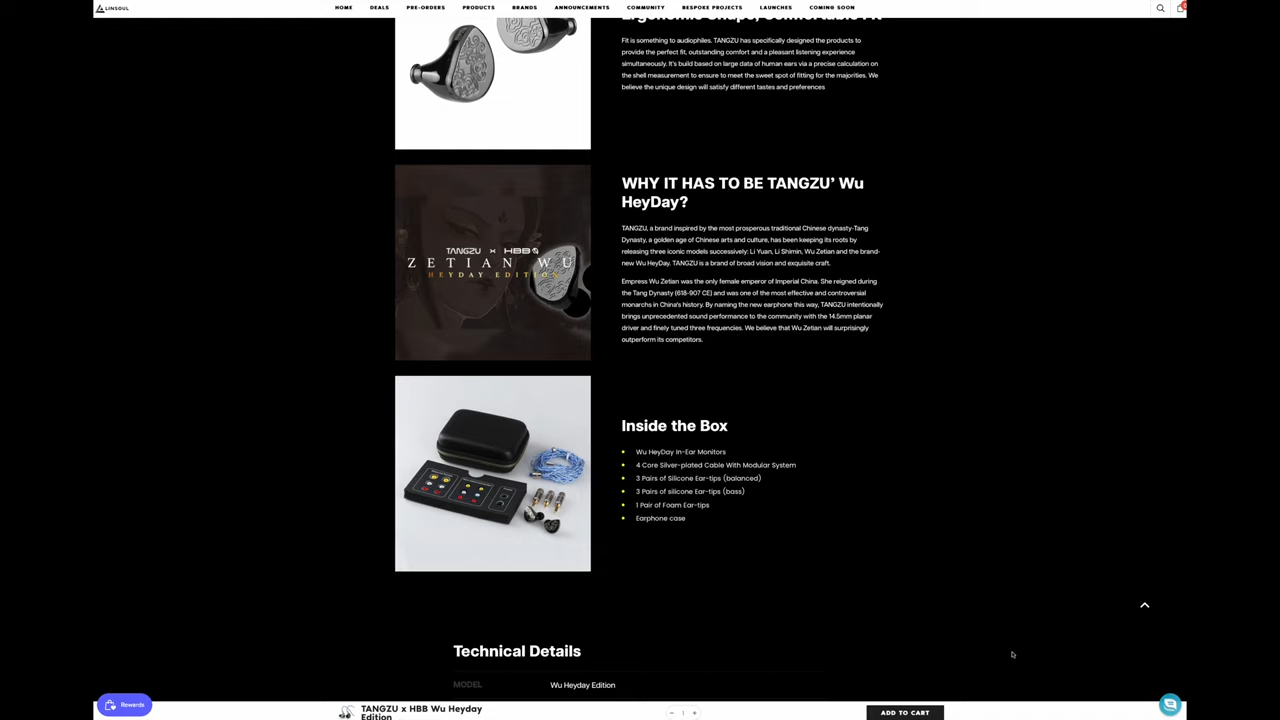 LINSOUL
HOME DEALS PRE-ORDERS PRODUCTS BRANDS ANNOUNCEMENTS COMMUNITY BESPOKE PROJECTS LAUNCHES COMING SOON
Ergonomic Shape, Comfortable Fit
Fit is something to audiophiles. TANGZU has specifically designed the products to
provide the perfect fit, outstanding comfort and a pleasant listening experience
simultaneously. It's build based on large data of human ears via a precise calculation on
the shell measurement to ensure to meet the sweet spot of fitting for the majorities. We
believe the unique design will satisfy different tastes and preferences
WHY IT HAS TO BE TANGZU’ Wu
HeyDay?
TANGZU, a brand inspired by the most prosperous traditional Chinese dynasty-Tang
Dynasty, a golden age of Chinese arts and culture, has been keeping its roots by
releasing three iconic models successively: Li Yuan, Li Shimin, Wu Zetian and the brand-
new Wu HeyDay. TANGZU is a brand of broad vision and exquisite craft.
Empress Wu Zetian was the only female emperor of Imperial China. She reigned during
the Tang Dynasty (618-907 CE) and was one of the most effective and controversial
monarchs in China's history. By naming the new earphone this way, TANGZU intentionally
brings unprecedented sound performance to the community with the 14.5mm planar
driver and finely tuned three frequencies. We believe that Wu Zetian will surprisingly
outperform its competitors.
TANGZU × HBB
ZETIAN WU
HEYDAY EDITION
Inside the Box
Wu HeyDay In-Ear Monitors
4 Core Silver-plated Cable With Modular System
3 Pairs of Silicone Ear-tips (balanced)
3 Pairs of silicone Ear-tips (bass)
1 Pair of Foam Ear-tips
Earphone case
Technical Details
MODEL Wu Heyday Edition
Rewards
TANGZU x HBB Wu Heyday
Edition
− 1 +
ADD TO CART